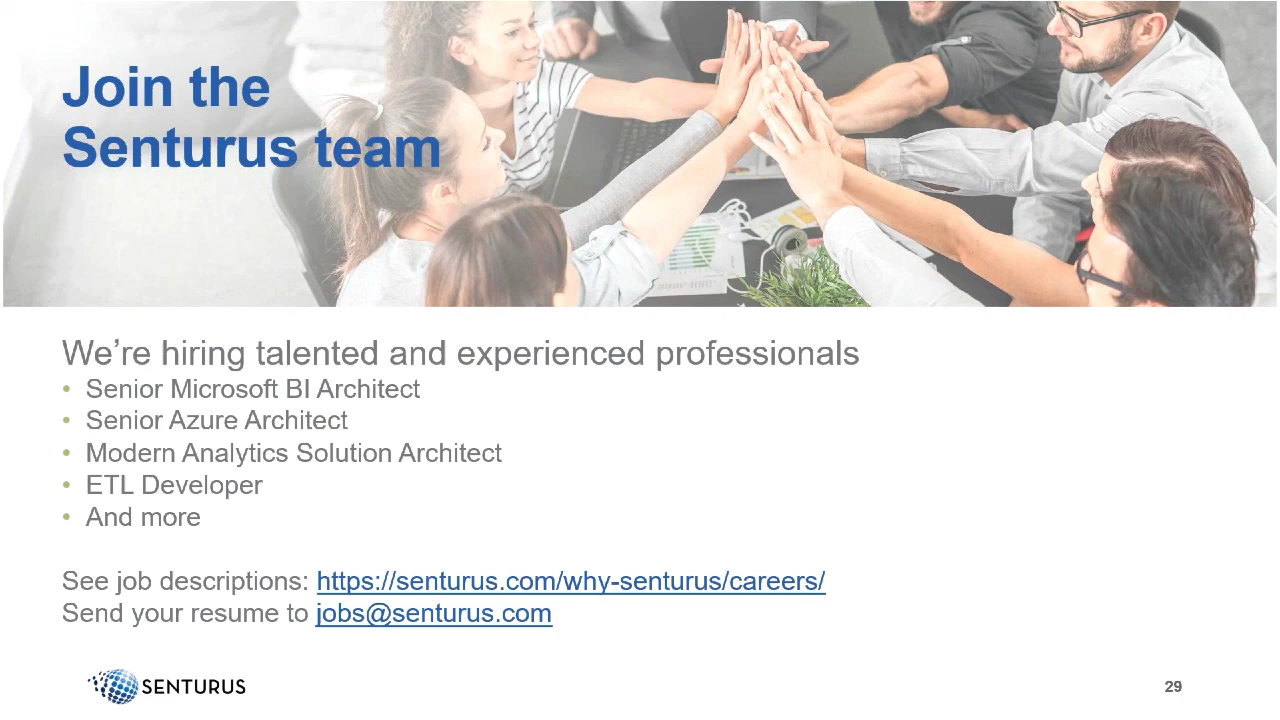 Join the
Senturus team
We’re hiring talented and experienced professionals
• Senior Microsoft BI Architect
• Senior Azure Architect
• Modern Analytics Solution Architect
• ETL Developer
• And more
See job descriptions: https://senturus.com/why-senturus/careers/
Send your resume to jobs@senturus.com
SENTURUS
29